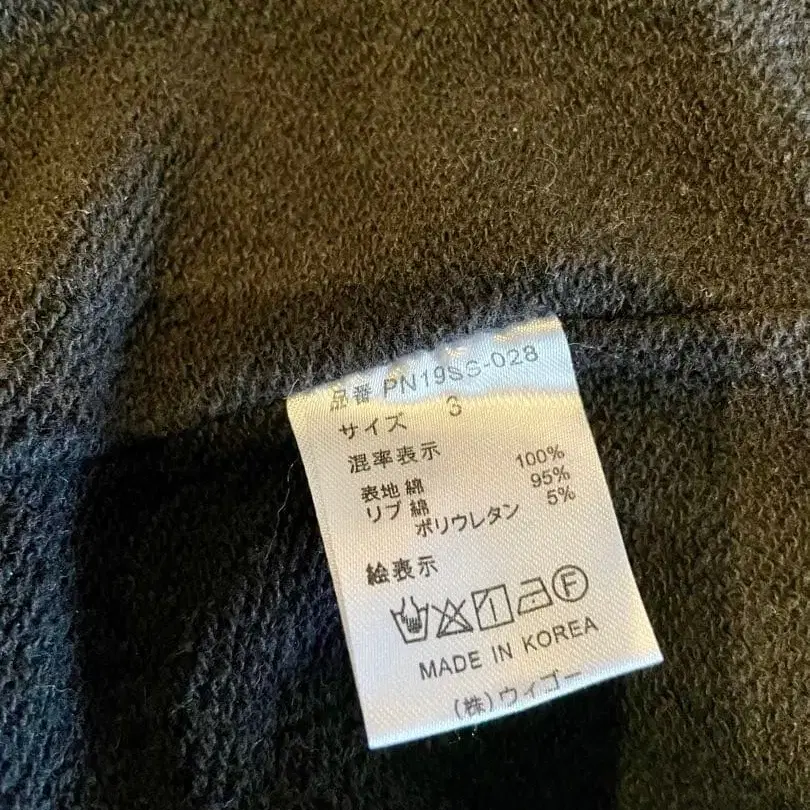 品番 PN19SS-028
サイズ 3
混率表示
表地 綿 100%
リブ 綿 95%
ポリウレタン 5%
絵表示
F
MADE IN KOREA
(株)ウィゴー